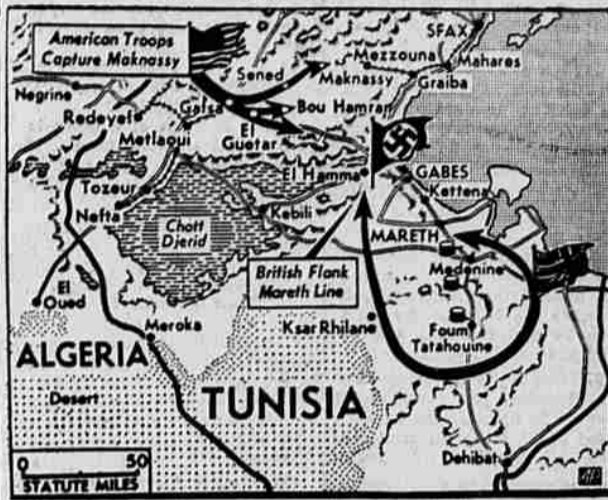 American Troops
Capture Maknassy
SFAX
Mezzouna
Mahares
Sened
Maknassy
Graiba
Negrine
Gafsa
Bou Hamran
Redeyef
El
Guetar
Metlaoui
El Hamma
GABES
Kettena
Tozeur
Nefta
Kebili
Chott
Djerid
MARETH
British Flank
Mareth Line
Medenine
El
Oued
Meroka
Ksar Rhilane
Foum
Tatahouine
ALGERIA
TUNISIA
Desert
0 50
STATUTE MILES
Dehibat